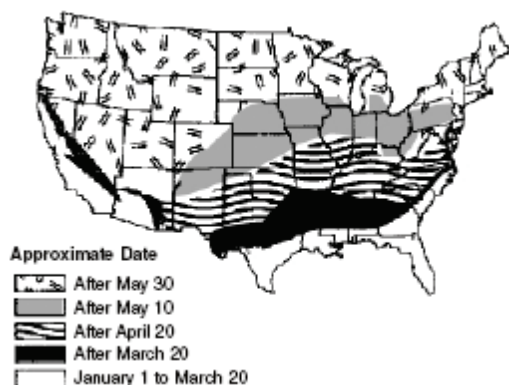 Approximate Date
After May 30
After May 10
After April 20
After March 20
January 1 to March 20